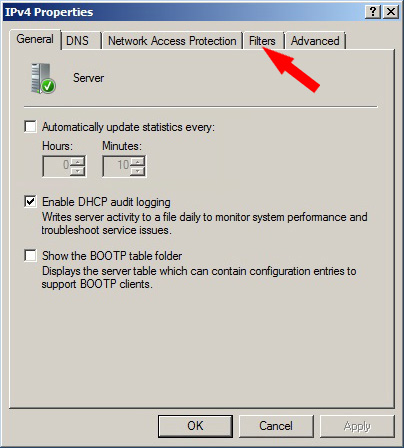 IPv4 Properties
General DNS Network Access Protection Filters Advanced
Server
Automatically update statistics every:
Hours: Minutes:
0 10
Enable DHCP audit logging
Writes server activity to a file daily to monitor system performance and
troubleshoot service issues.
Show the BOOTP table folder
Displays the server table which can contain configuration entries to
support BOOTP clients.
OK Cancel Apply